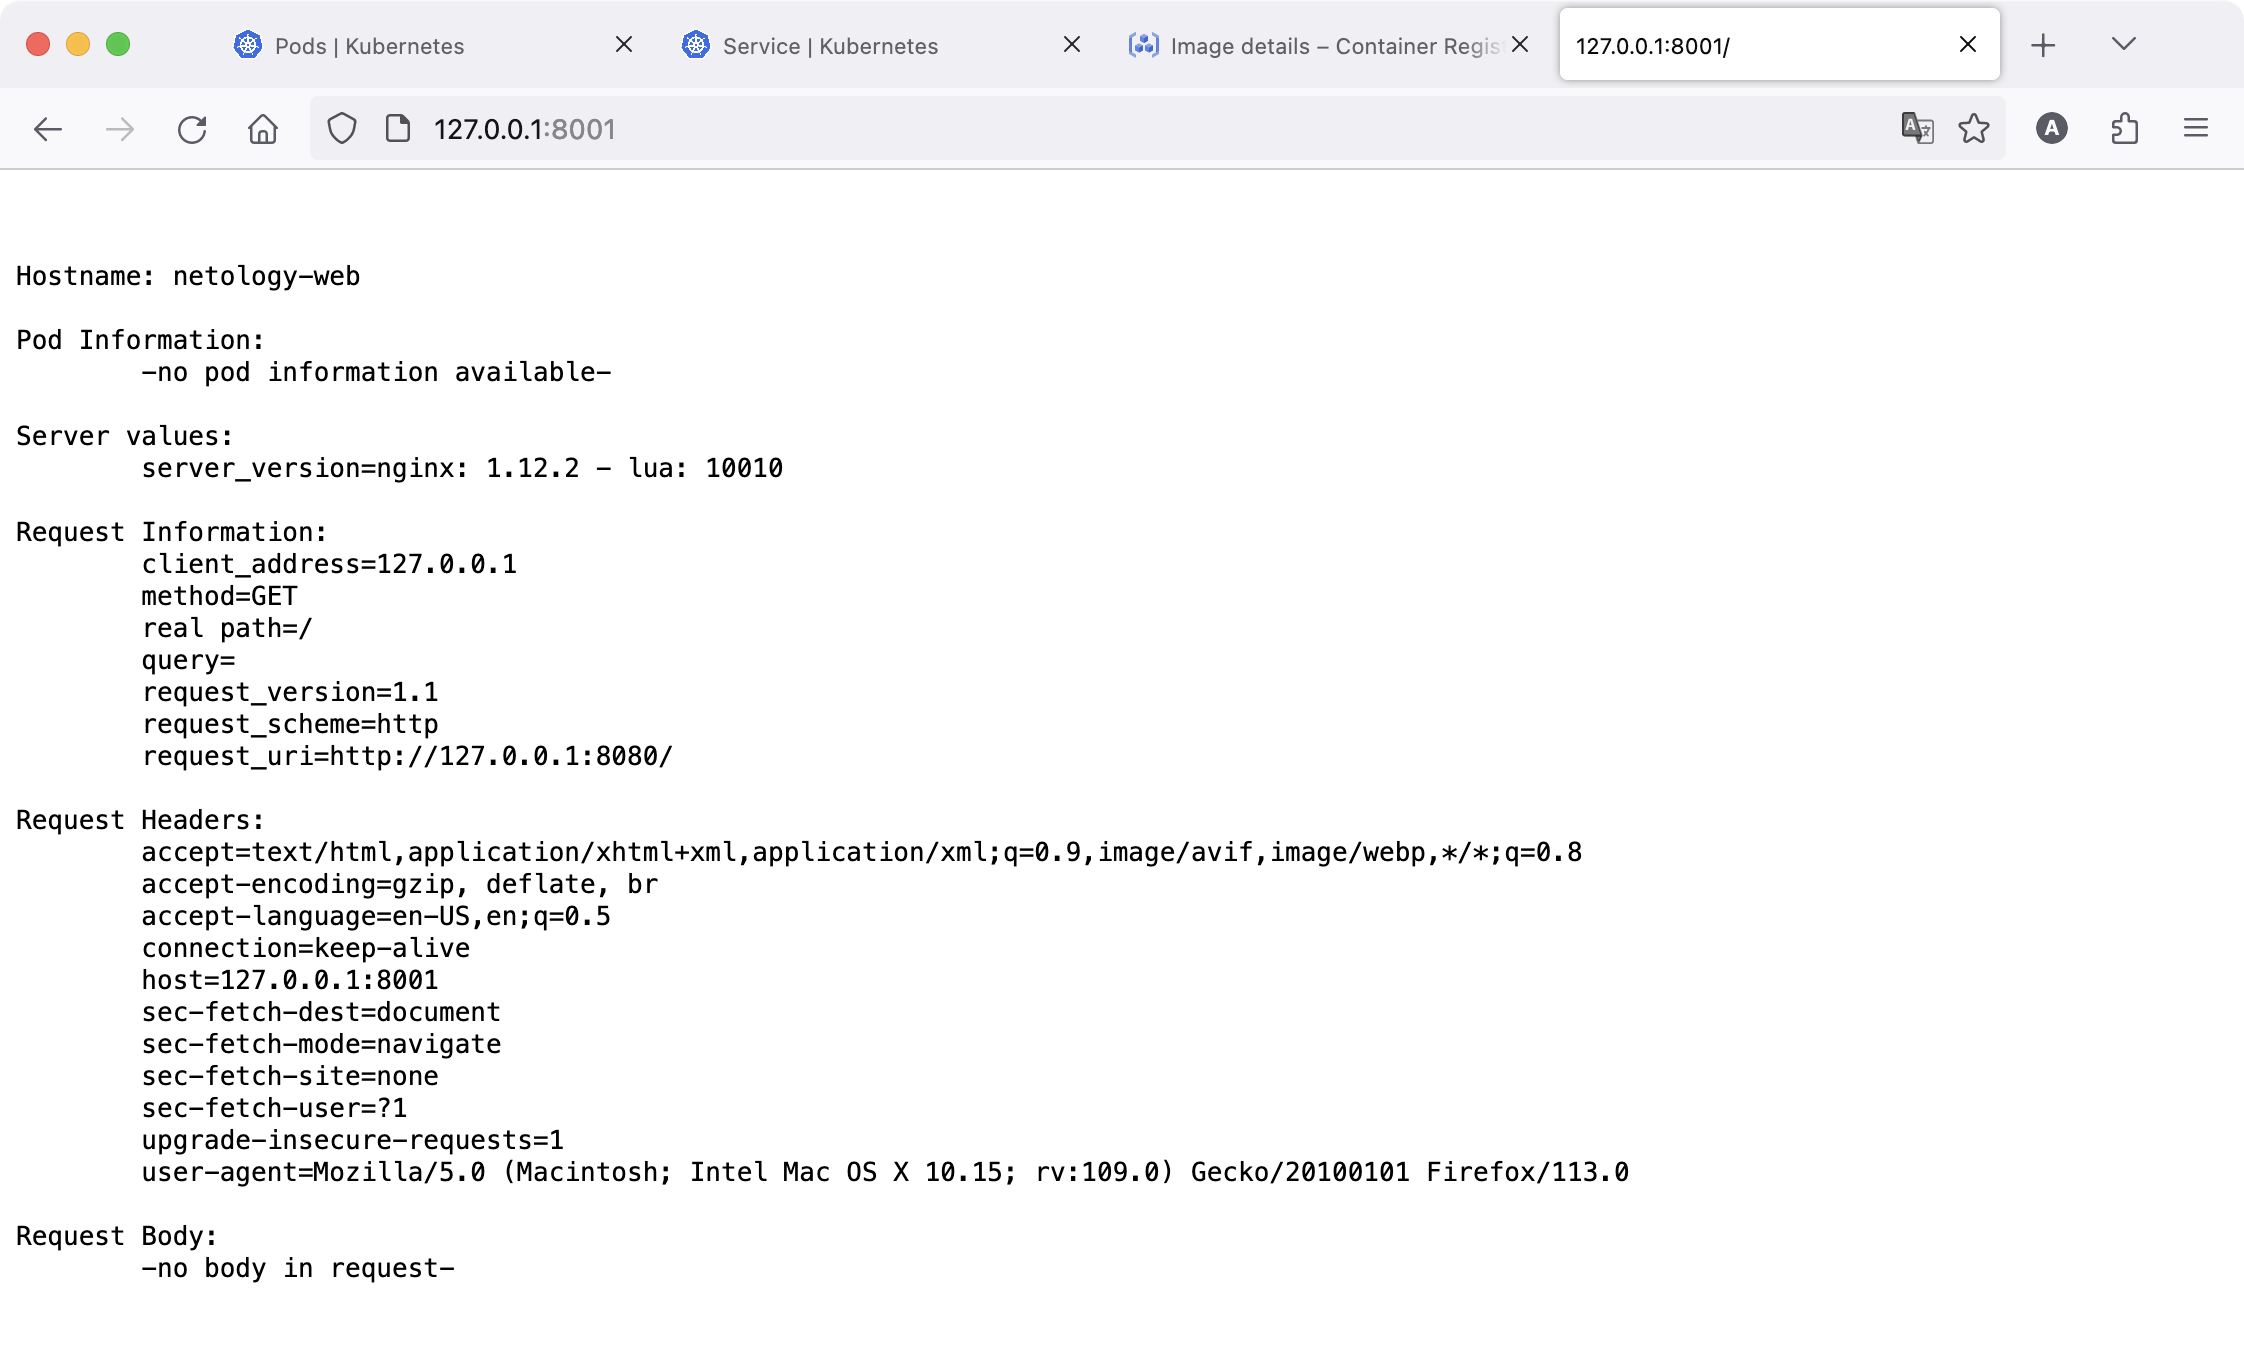 Pods | Kubernetes
Service | Kubernetes
Image details – Container Regist
127.0.0.1:8001/
127.0.0.1:8001
A
Hostname: netology-web
Pod Information:
-no pod information available-
Server values:
server_version=nginx: 1.12.2 - lua: 10010
Request Information:
client_address=127.0.0.1
method=GET
real path=/
query=
request_version=1.1
request_scheme=http
request_uri=http://127.0.0.1:8080/
Request Headers:
accept=text/html,application/xhtml+xml,application/xml;q=0.9,image/avif,image/webp,*/*;q=0.8
accept-encoding=gzip, deflate, br
accept-language=en-US,en;q=0.5
connection=keep-alive
host=127.0.0.1:8001
sec-fetch-dest=document
sec-fetch-mode=navigate
sec-fetch-site=none
sec-fetch-user=?1
upgrade-insecure-requests=1
user-agent=Mozilla/5.0 (Macintosh; Intel Mac OS X 10.15; rv:109.0) Gecko/20100101 Firefox/113.0
Request Body:
-no body in request-